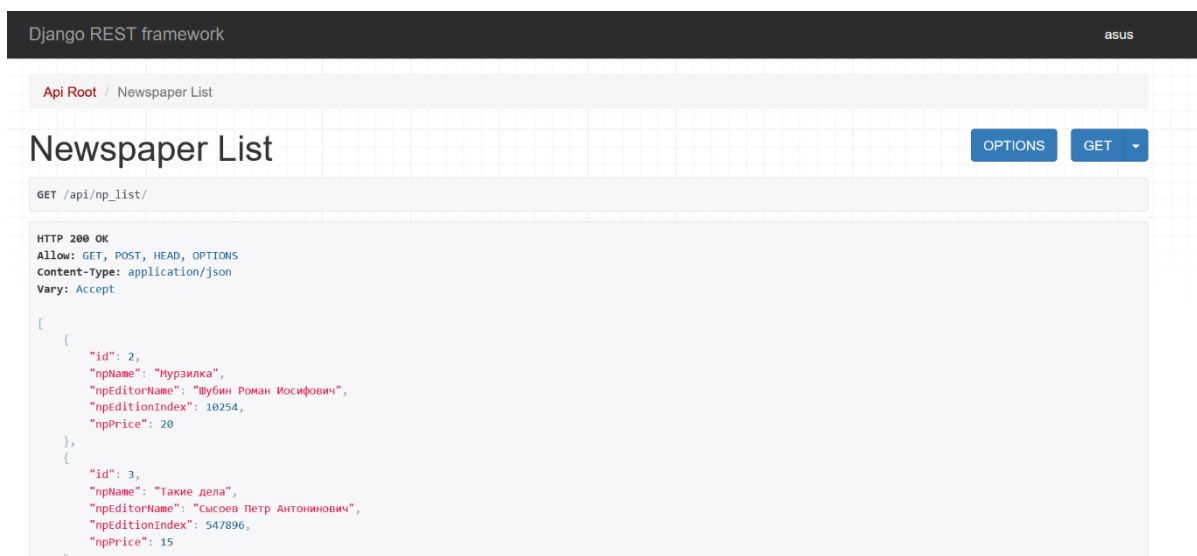 Django REST framework
asus
Api Root / Newspaper List
Newspaper List
OPTIONS
GET
GET /api/np_list/
HTTP 200 OK
Allow: GET, POST, HEAD, OPTIONS
Content-Type: application/json
Vary: Accept
[
{
"id": 2,
"npName": "Мурзилка",
"npEditorName": "Шубин Роман Иосифович",
"npEditionIndex": 10254,
"npPrice": 20
},
{
"id": 3,
"npName": "Такие дела",
"npEditorName": "Сысоев Петр Антонинович",
"npEditionIndex": 547896,
"npPrice": 15